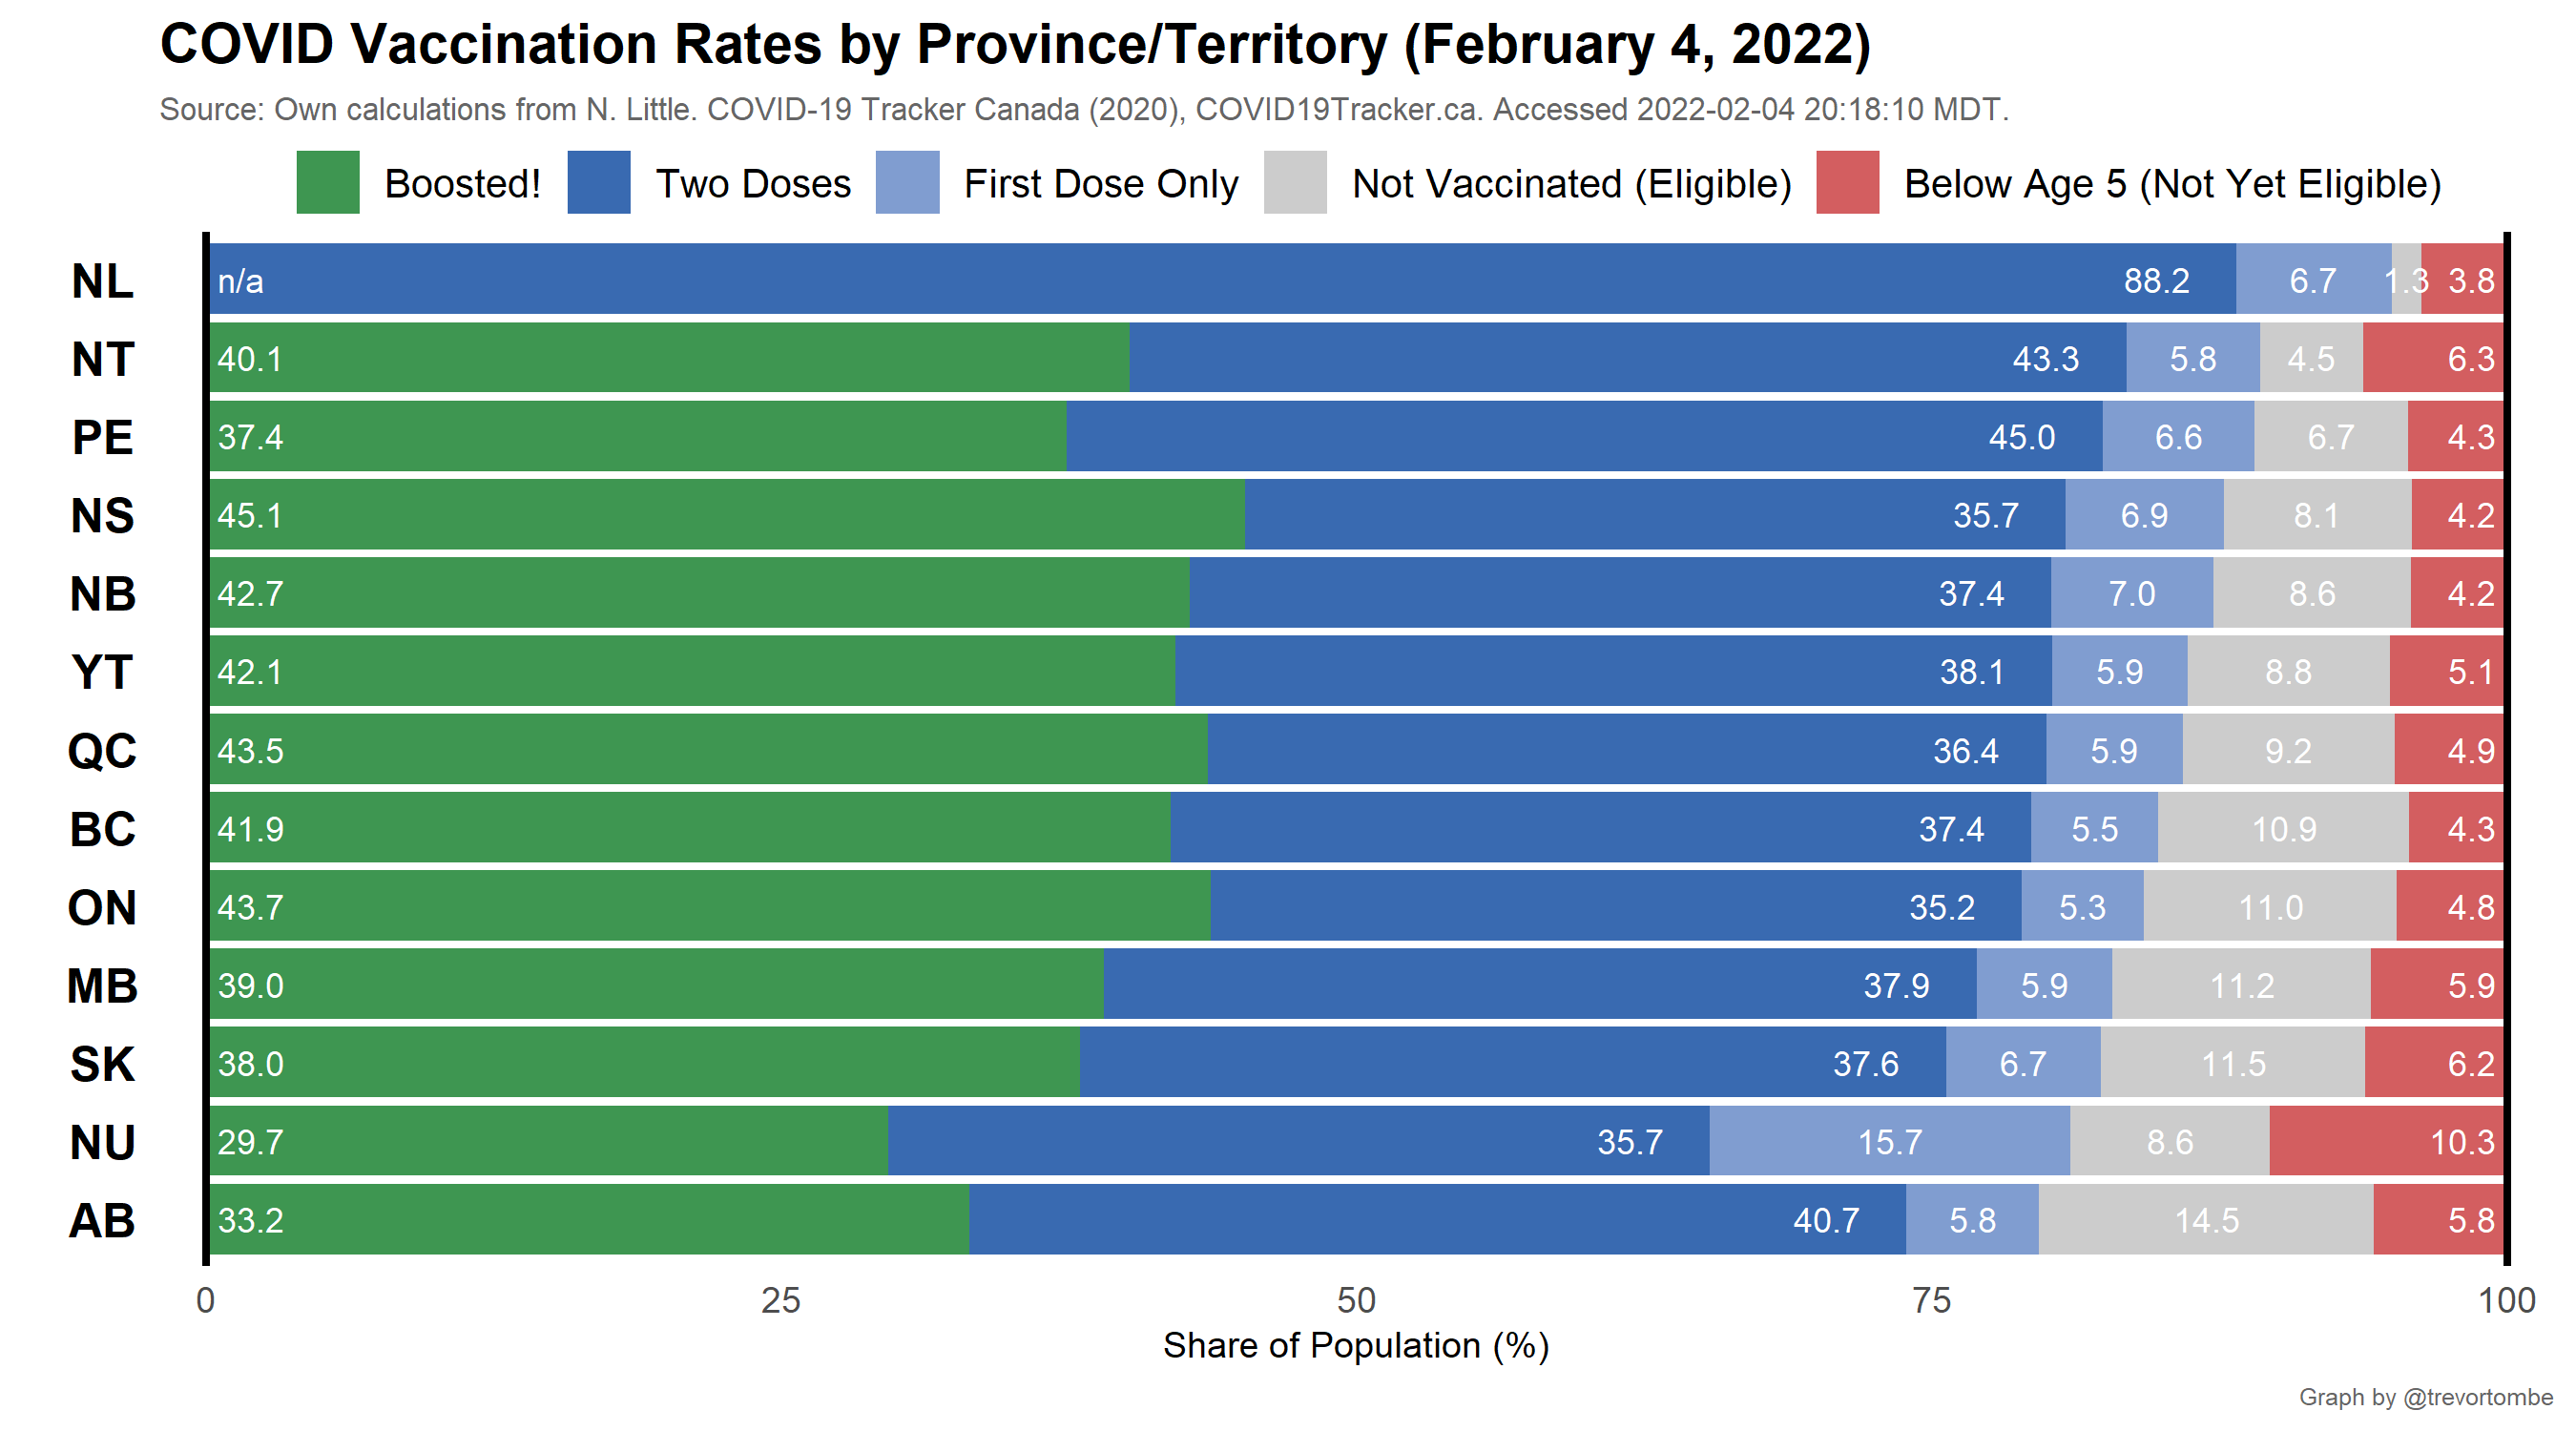 COVID Vaccination Rates by Province/Territory (February 4, 2022)
Source: Own calculations from N. Little. COVID-19 Tracker Canada (2020), COVID19Tracker.ca. Accessed 2022-02-04 20:18:10 MDT.
Boosted! Two Doses First Dose Only Not Vaccinated (Eligible) Below Age 5 (Not Yet Eligible)
NL n/a 88.2 6.7 1.3 3.8
NT 40.1 43.3 5.8 4.5 6.3
PE 37.4 45.0 6.6 6.7 4.3
NS 45.1 35.7 6.9 8.1 4.2
NB 42.7 37.4 7.0 8.6 4.2
YT 42.1 38.1 5.9 8.8 5.1
QC 43.5 36.4 5.9 9.2 4.9
BC 41.9 37.4 5.5 10.9 4.3
ON 43.7 35.2 5.3 11.0 4.8
MB 39.0 37.9 5.9 11.2 5.9
SK 38.0 37.6 6.7 11.5 6.2
NU 29.7 35.7 15.7 8.6 10.3
AB 33.2 40.7 5.8 14.5 5.8
0 25 50 75 100
Share of Population (%)
Graph by @trevortombe